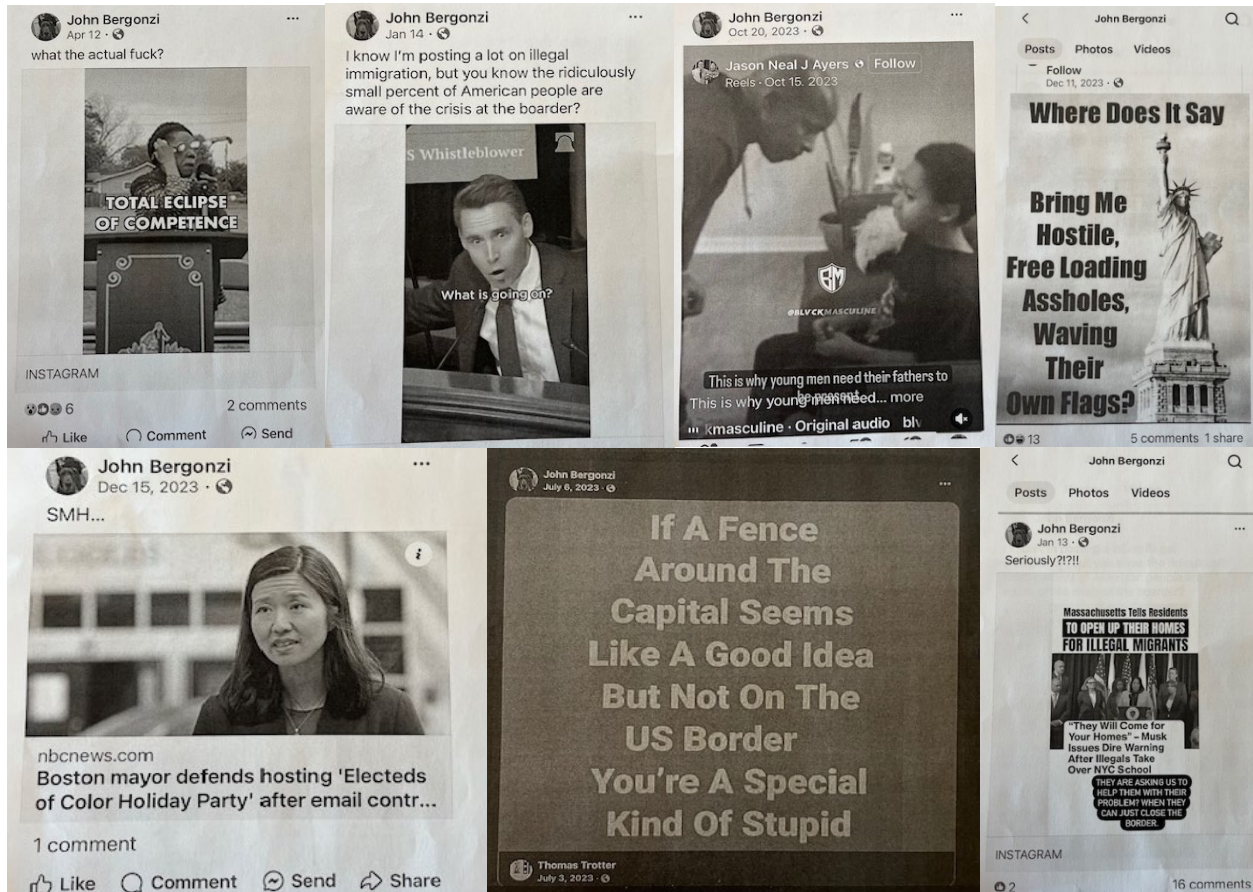 John Bergonzi
Apr 12
what the actual fuck?
TOTAL ECLIPSE
OF COMPETENCE
INSTAGRAM
6
2 comments
Like Comment Send
John Bergonzi
Jan 14
I know I'm posting a lot on illegal
immigration, but you know the ridiculously
small percent of American people are
aware of the crisis at the boarder?
S Whistleblower
What is going on?
John Bergonzi
Oct 20, 2023
Jason Neal J Ayers Follow
Reels · Oct 15, 2023
BM
@BLVCKMASCULINE
This is why young men need their fathers to
be present
This is why young men need... more
kmasculine · Original audio blv
John Bergonzi
Posts Photos Videos
Follow
Dec 11, 2023
Where Does It Say
Bring Me
Hostile,
Free Loading
Assholes,
Waving
Their
Own Flags?
13
5 comments 1 share
John Bergonzi
Dec 15, 2023
SMH...
nbcnews.com
Boston mayor defends hosting 'Electeds
of Color Holiday Party' after email contr...
1 comment
Like Comment Send Share
John Bergonzi
July 6, 2023
If A Fence
Around The
Capital Seems
Like A Good Idea
But Not On The
US Border
You're A Special
Kind Of Stupid
Thomas Trotter
July 3, 2023
John Bergonzi
Posts Photos Videos
John Bergonzi
Jan 13
Seriously?!?!!
Massachusetts Tells Residents
TO OPEN UP THEIR HOMES
FOR ILLEGAL MIGRANTS
"They Will Come for
Your Homes" – Musk
Issues Dire Warning
After Illegals Take
Over NYC School
THEY ARE ASKING US TO
HELP THEM WITH THEIR
PROBLEM? WHEN THEY
CAN JUST CLOSE THE
BORDER.
INSTAGRAM
2
16 comments